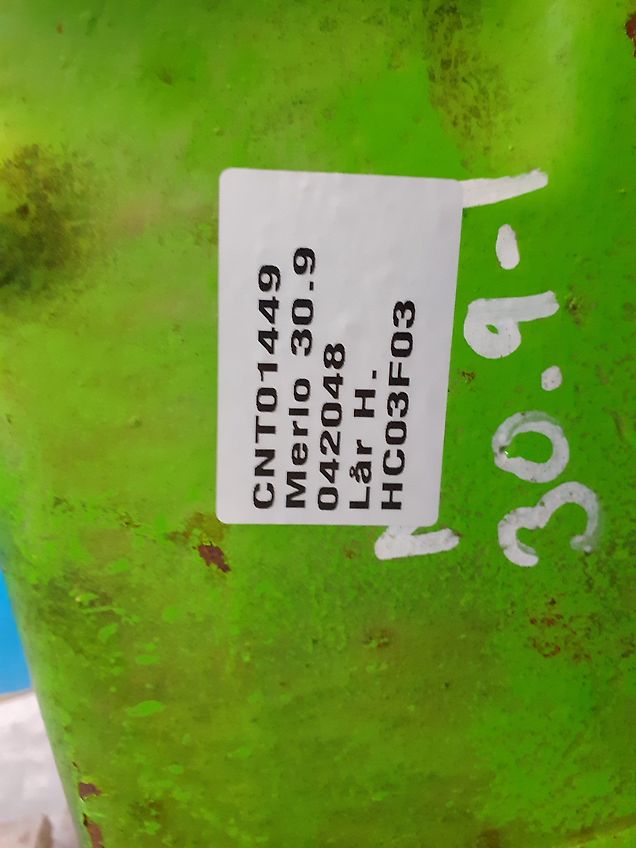 CNT01449
Merlo 30.9
042048
Lår H.
HC03F03
30.9-1